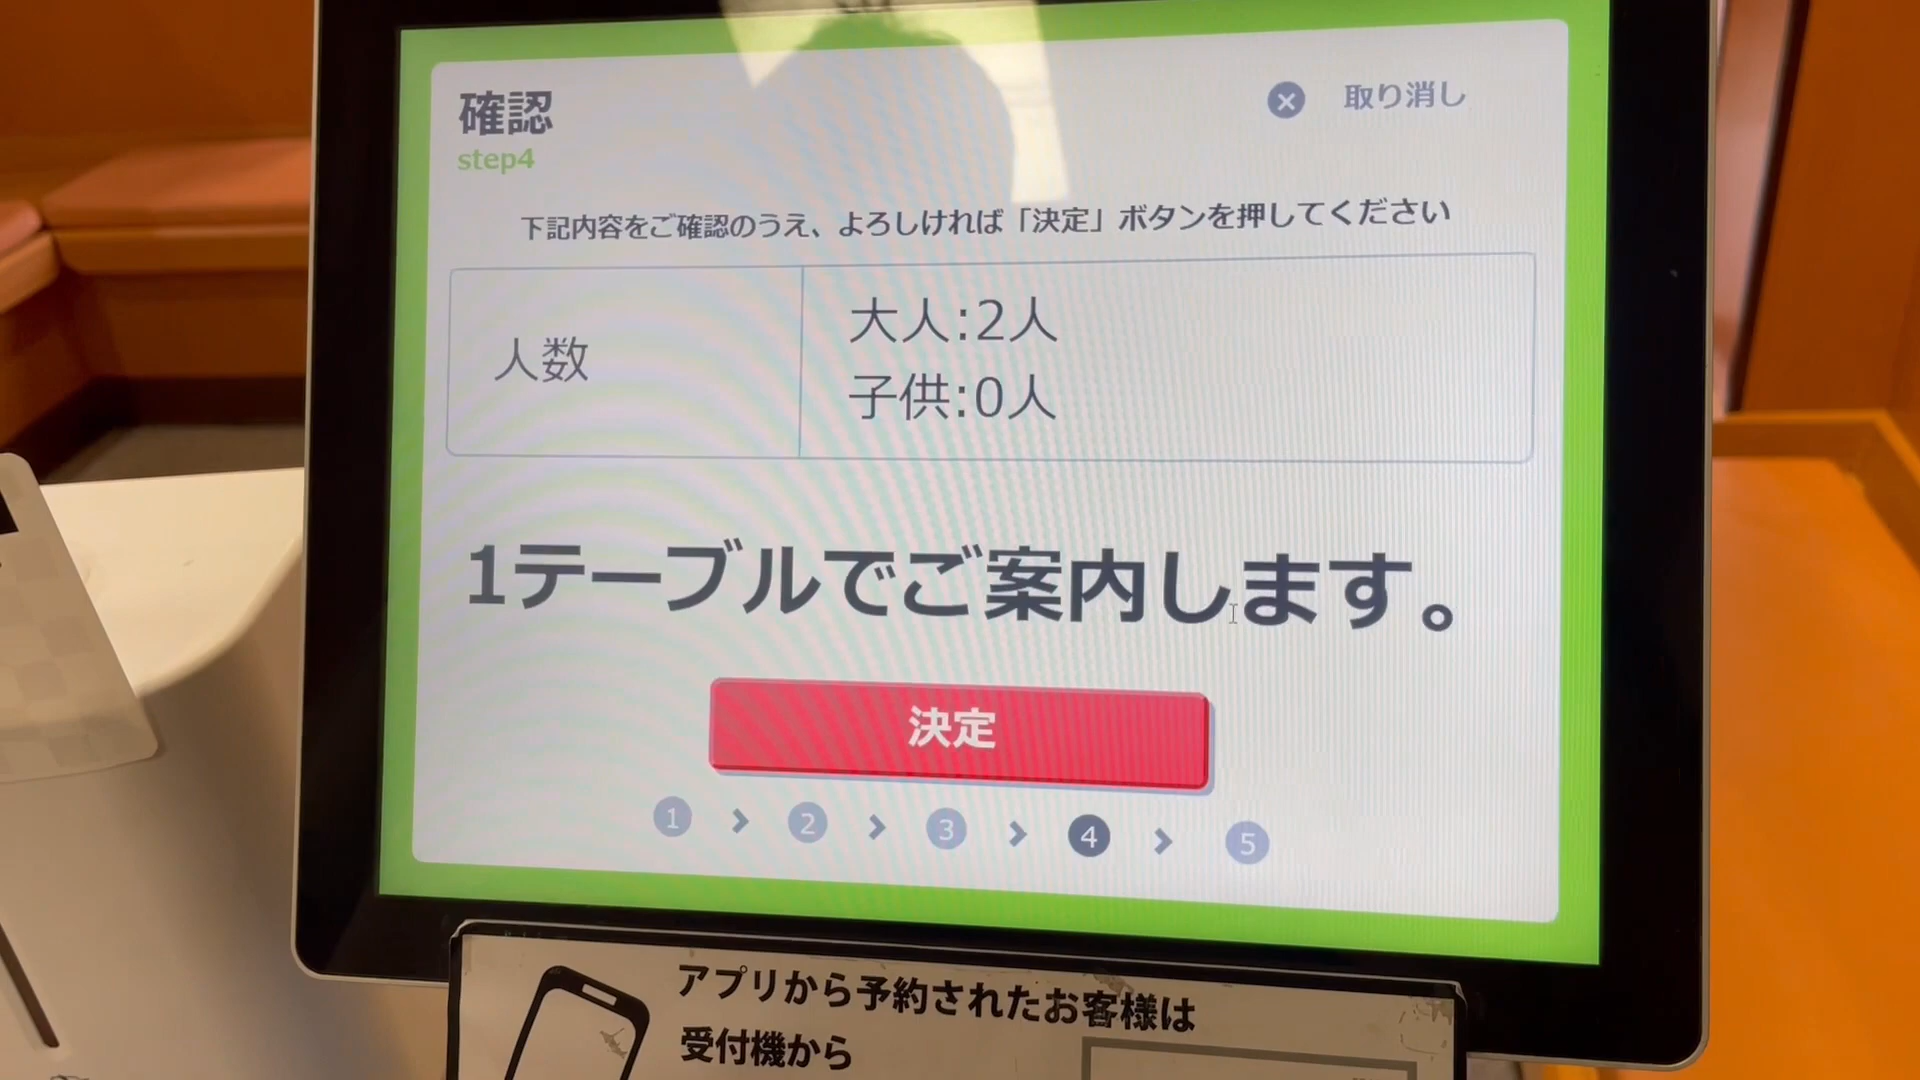 確認
取り消し
step4
下記内容をご確認のうえ、よろしければ「決定」ボタンを押してください
人数
大人:2人
子供:0人
1テーブルでご案内します。
決定
1 > 2 > 3 > 4 > 5
アプリから予約されたお客様は
受付機から